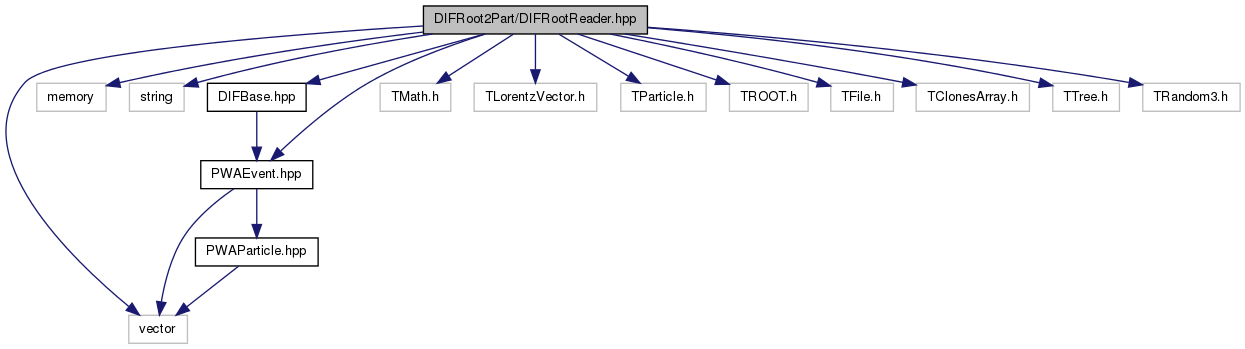 DIFRoot2Part/DIFRootReader.hpp
memory
string
DIFBase.hpp
TMath.h
TLorentzVector.h
TParticle.h
TROOT.h
TFile.h
TClonesArray.h
TTree.h
TRandom3.h
PWAEvent.hpp
PWAParticle.hpp
vector